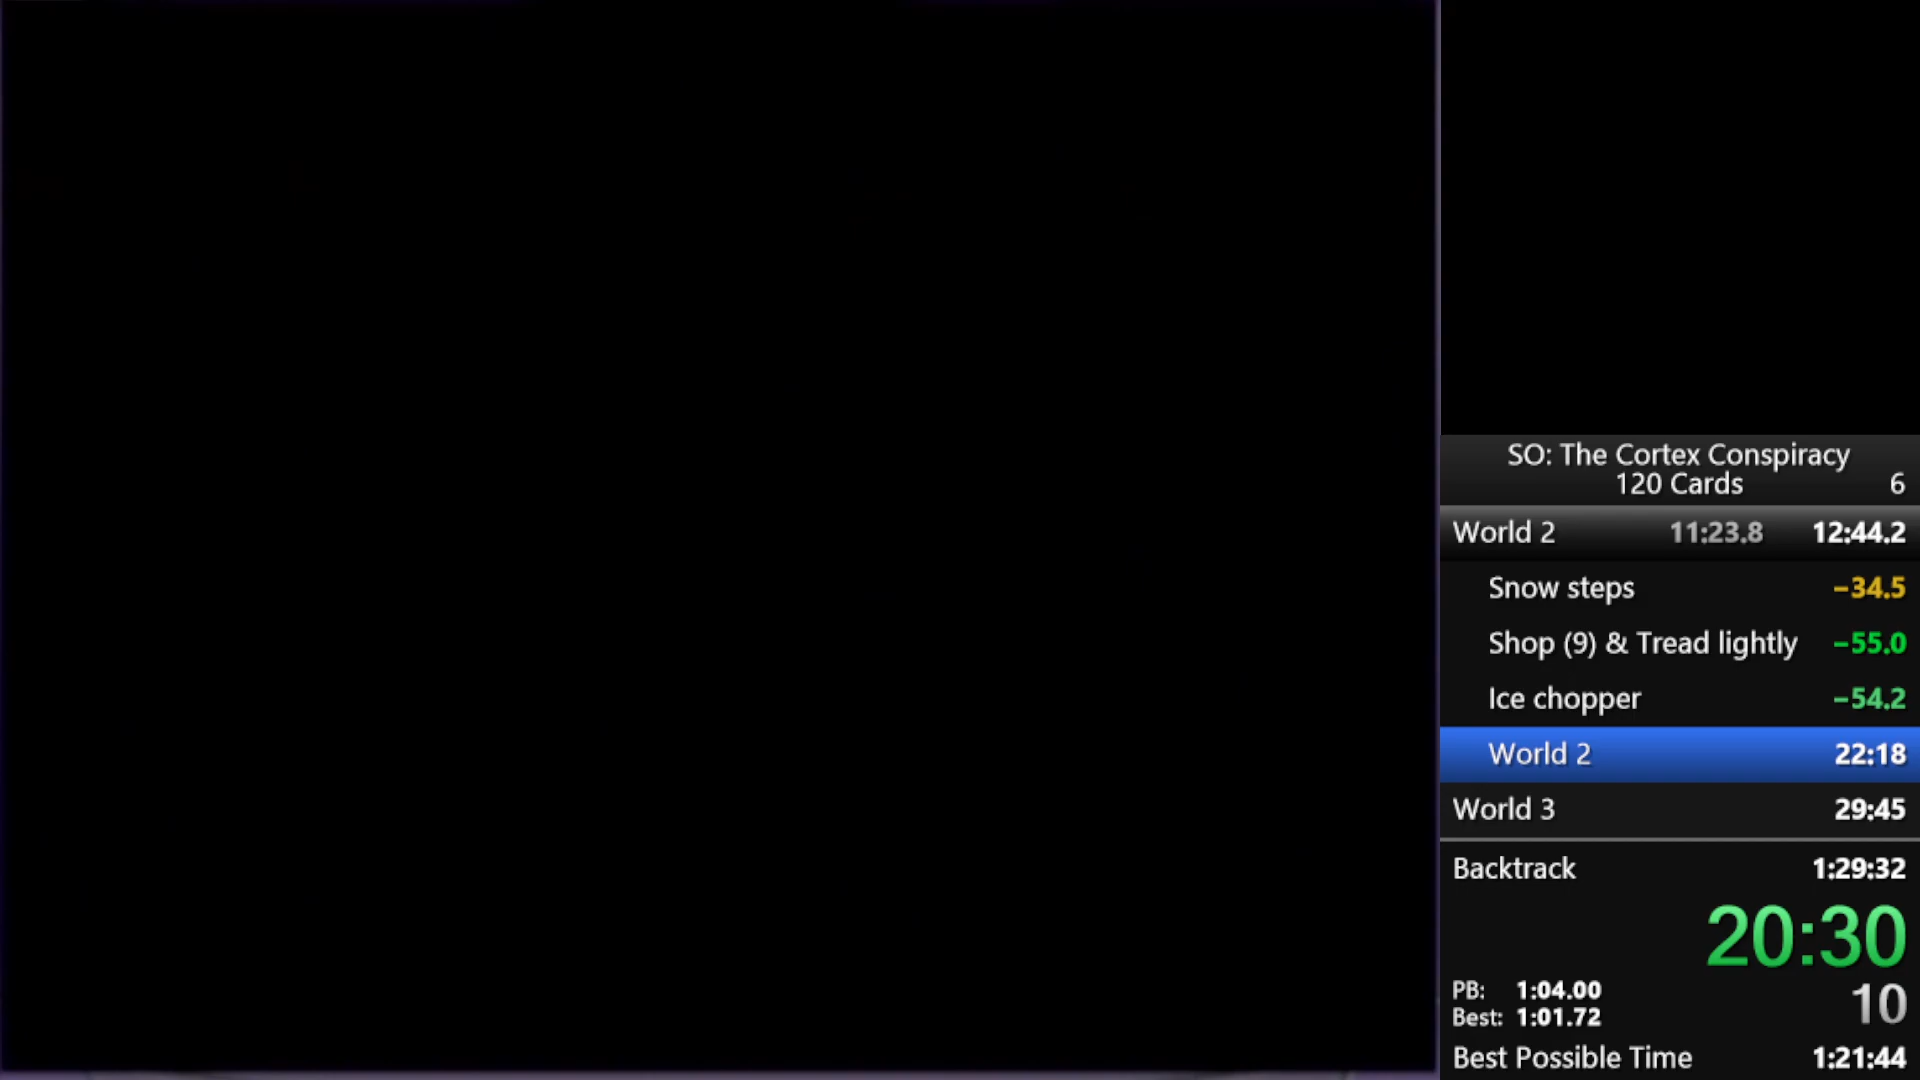 SO: The Cortex Conspiracy
120 Cards 6
World 2 11:23.8 12:44.2
Snow steps −34.5
Shop (9) & Tread lightly −55.0
Ice chopper −54.2
World 2 22:18
World 3 29:45
Backtrack 1:29:32
20:30
PB: 1:04.00 10
Best: 1:01.72
Best Possible Time 1:21:44